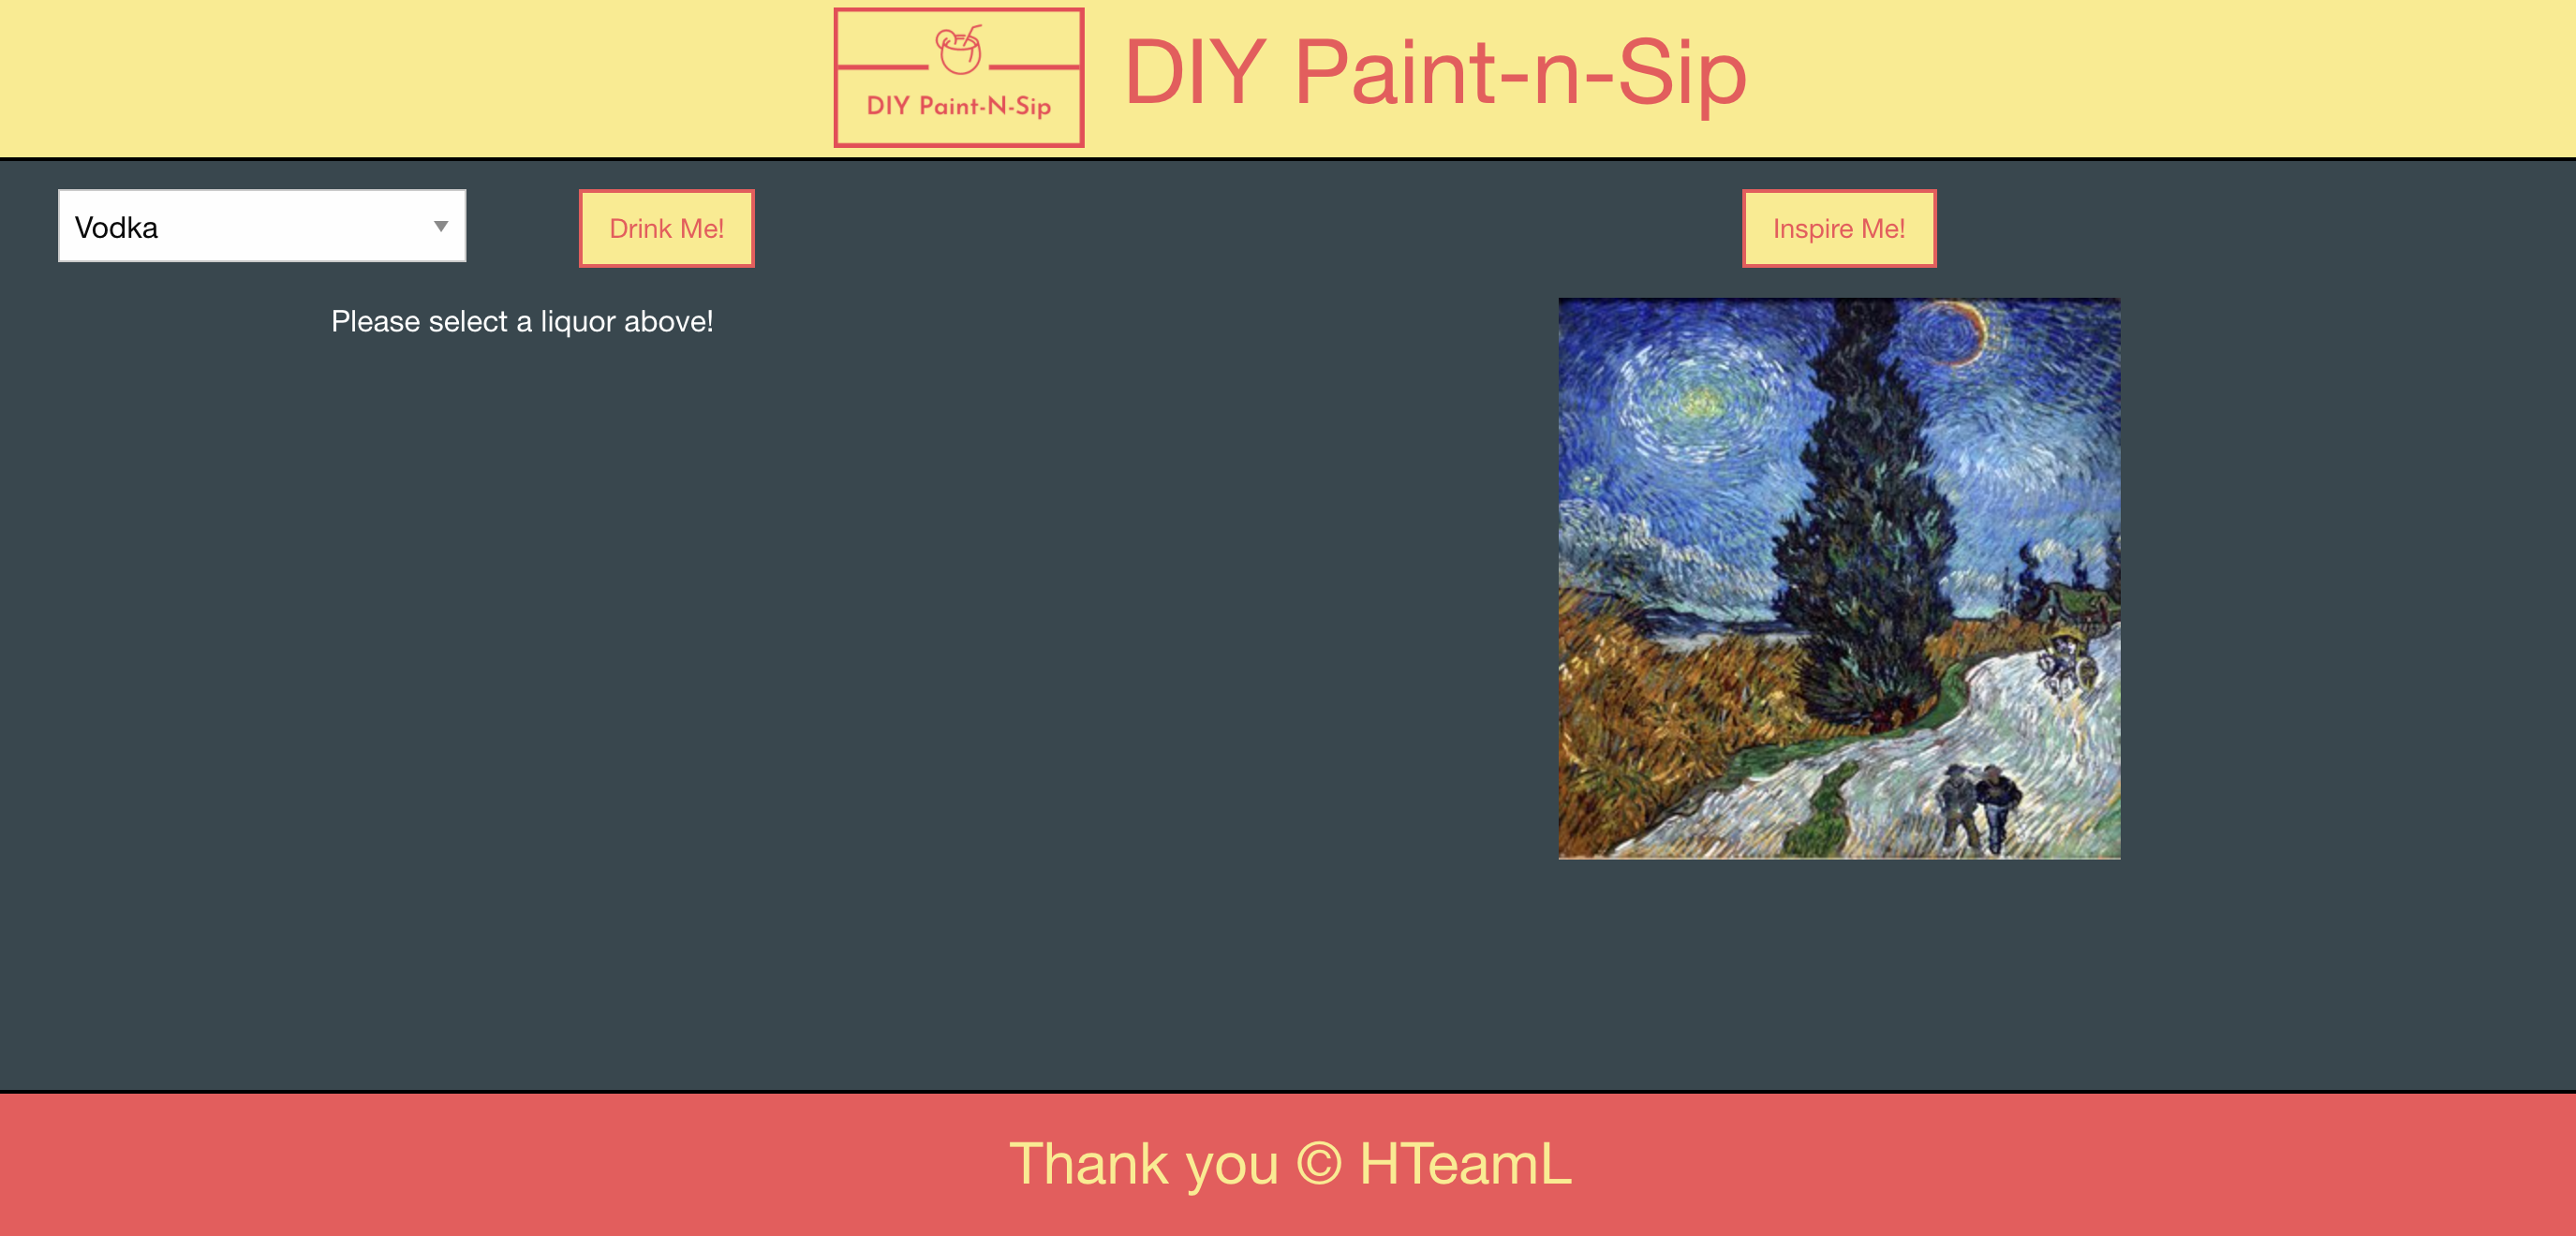 DIY Paint-N-Sip
DIY Paint-n-Sip
Vodka
Drink Me!
Inspire Me!
Please select a liquor above!
Thank you © HTeamL